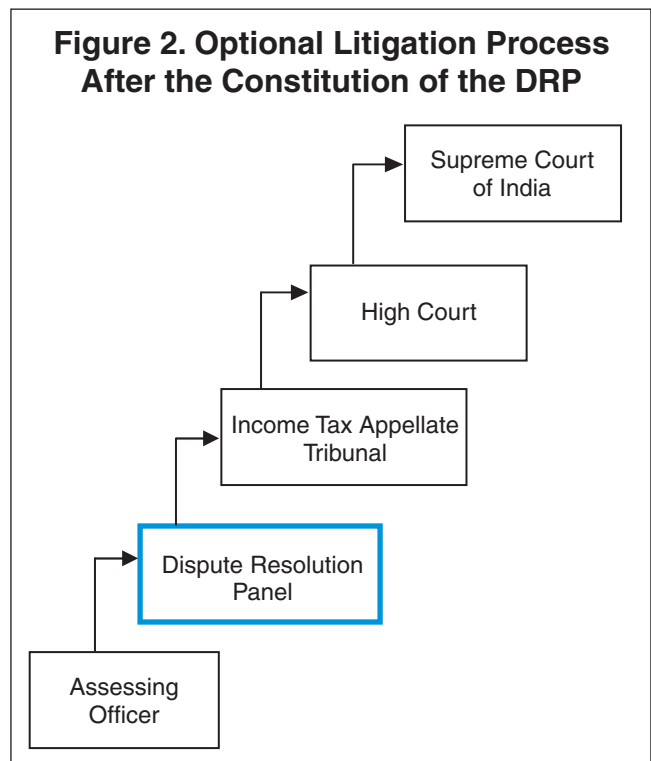 Figure 2. Optional Litigation Process
After the Constitution of the DRP
Supreme Court
of India
High Court
Income Tax Appellate
Tribunal
Dispute Resolution
Panel
Assessing
Officer